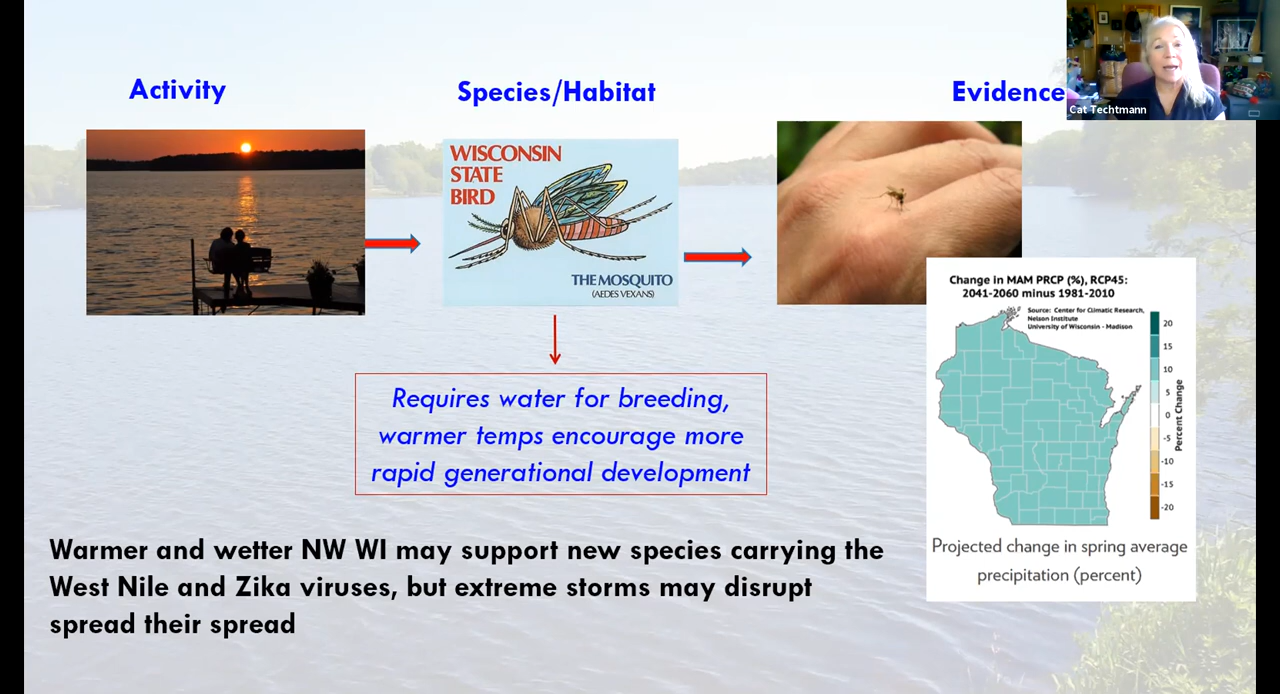 Activity
Species/Habitat
Evidence
Cat Techtmann
WISCONSIN
STATE
BIRD
THE MOSQUITO
(AEDES VEXANS)
Requires water for breeding,
warmer temps encourage more
rapid generational development
Change in MAM PRCP (%), RCP45:
2041-2060 minus 1981-2010
Source: Center for Climatic Research,
Nelson Institute
University of Wisconsin - Madison
20
15
10
5
0
-5
-10
-15
-20
Percent Change
Projected change in spring average
precipitation (percent)
Warmer and wetter NW WI may support new species carrying the
West Nile and Zika viruses, but extreme storms may disrupt
spread their spread